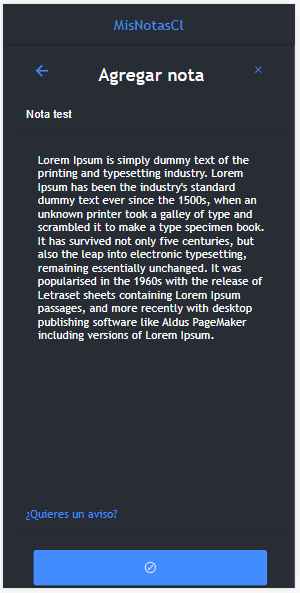 MisNotasCl
Agregar nota
Nota test
Lorem Ipsum is simply dummy text of the
printing and typesetting industry. Lorem
Ipsum has been the industry's standard
dummy text ever since the 1500s, when an
unknown printer took a galley of type and
scrambled it to make a type specimen book.
It has survived not only five centuries, but
also the leap into electronic typesetting,
remaining essentially unchanged. It was
popularised in the 1960s with the release of
Letraset sheets containing Lorem Ipsum
passages, and more recently with desktop
publishing software like Aldus PageMaker
including versions of Lorem Ipsum.
¿Quieres un aviso?